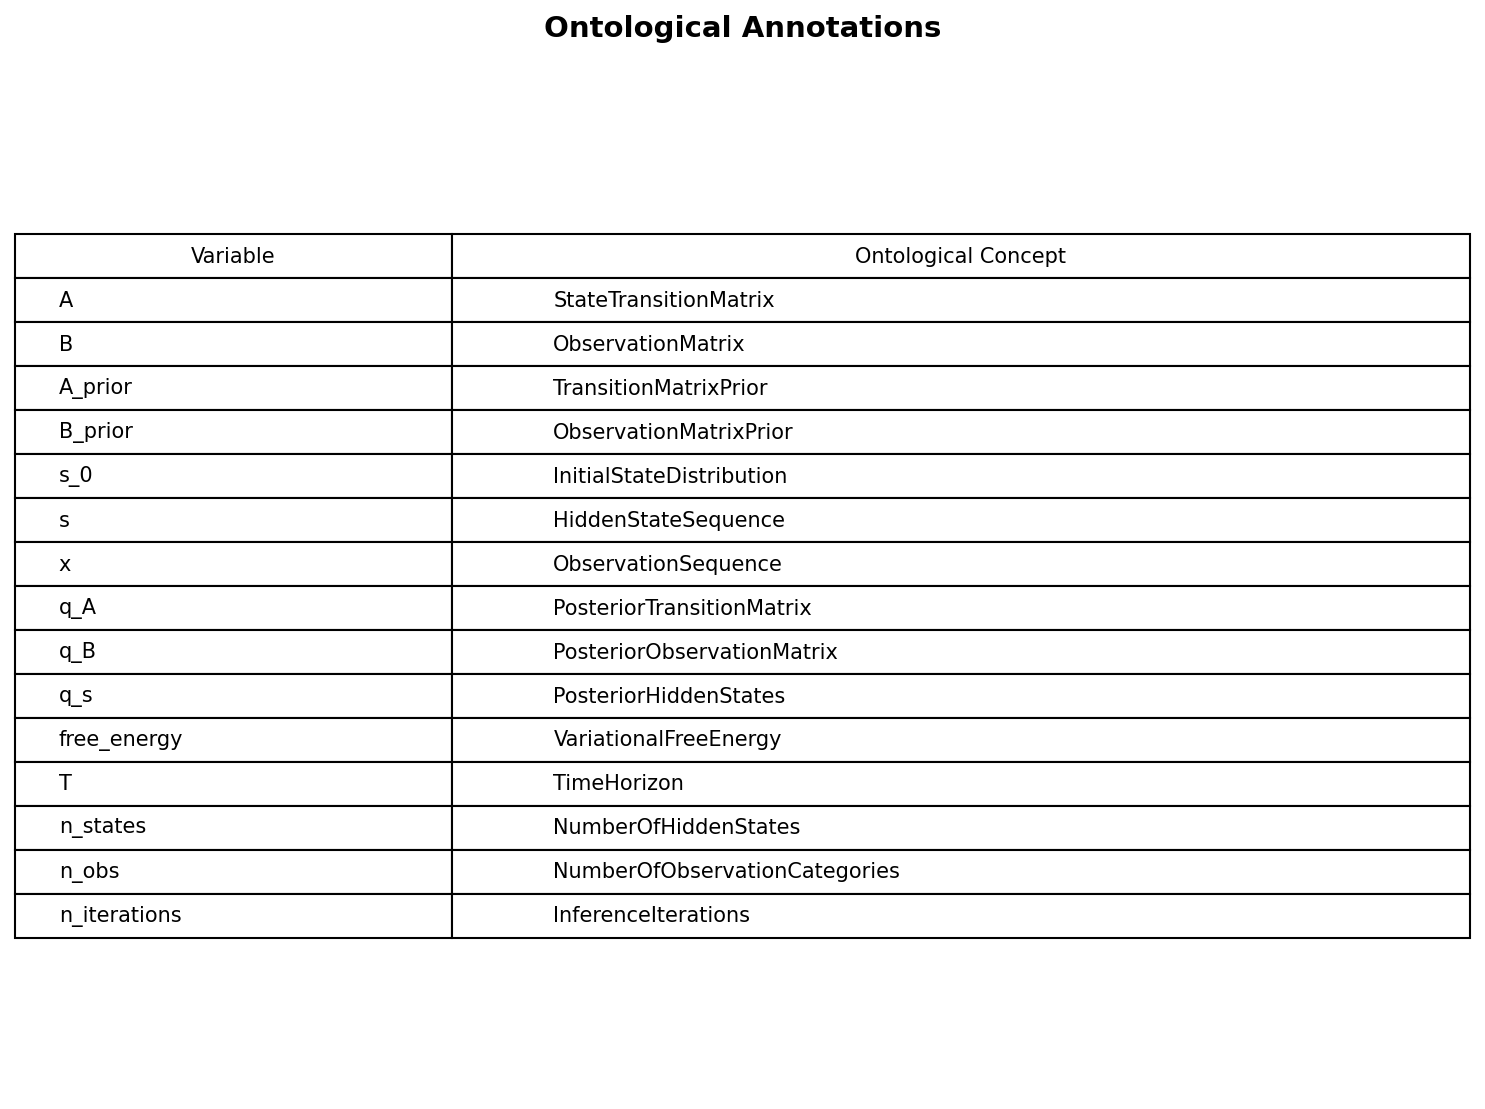 Ontological Annotations
Variable Ontological Concept
A StateTransitionMatrix
B ObservationMatrix
A_prior TransitionMatrixPrior
B_prior ObservationMatrixPrior
s_0 InitialStateDistribution
s HiddenStateSequence
x ObservationSequence
q_A PosteriorTransitionMatrix
q_B PosteriorObservationMatrix
q_s PosteriorHiddenStates
free_energy VariationalFreeEnergy
T TimeHorizon
n_states NumberOfHiddenStates
n_obs NumberOfObservationCategories
n_iterations InferenceIterations